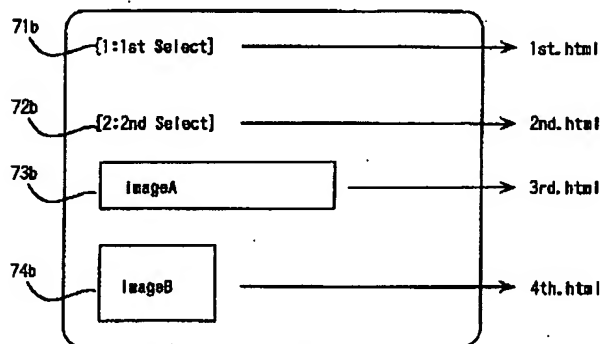 71b [1:1st Select] 1st.html
72b [2:2nd Select] 2nd.html
73b imageA 3rd.html
74b imageB 4th.html